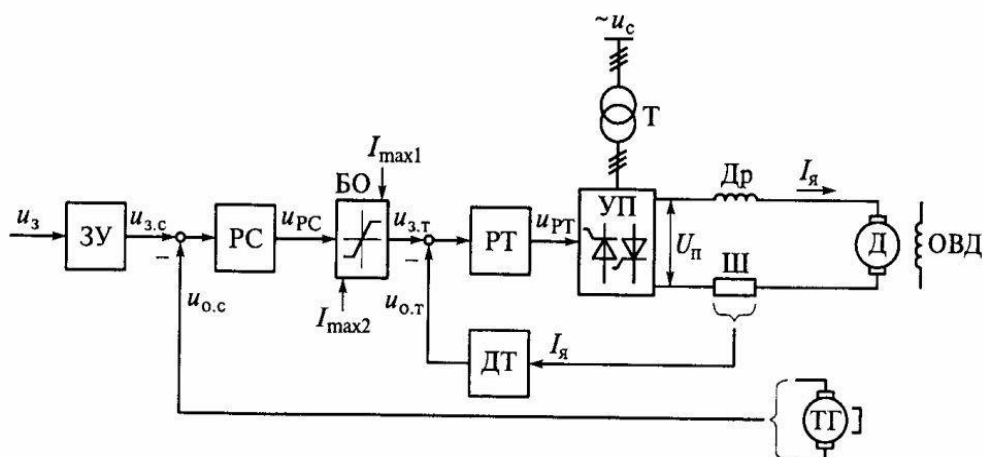 ~u_с
Т
I_max1
БО
Др
I_я
u_з
ЗУ
u_з.с
РС
u_РС
u_з.т
РТ
u_РТ
УП
U_п
Ш
Д
ОВД
–
–
u_о.с
I_max2
u_о.т
ДТ
I_я
ТГ